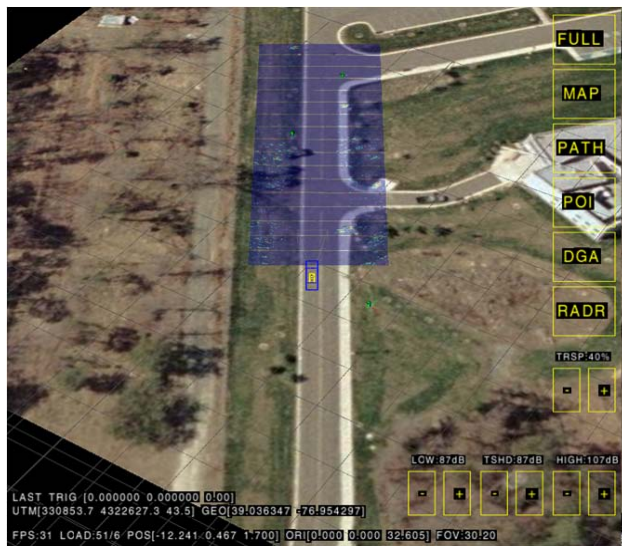 FULL
MAP
PATH
POI
DGA
RADR
TRSP:40%
- +
LOW:87dB TSHD:87dB HIGH:107dB
- + - + - +
LAST TRIG [0.000000 0.000000 0.00]
UTM[330853.7 4322627.3 43.5] GEO[39.036347 -76.954297]
FPS:31 LOAD:51/6 POS[-12.241 0.467 1.700] ORI[0.000 0.000 32.605] FOV:30.20